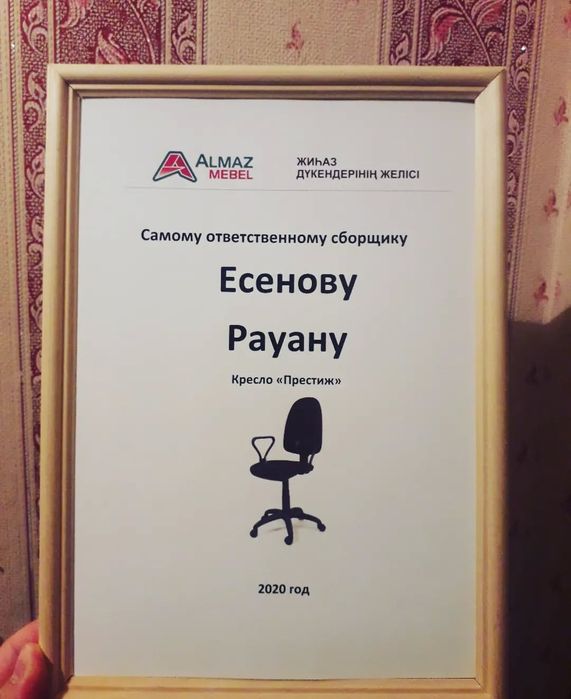 ALMAZ
MEBEL
ЖИҺАЗ
ДҮКЕНДЕРІНІҢ ЖЕЛІСІ
Самому ответственному сборщику
Есенову
Рауану
Кресло «Престиж»
2020 год